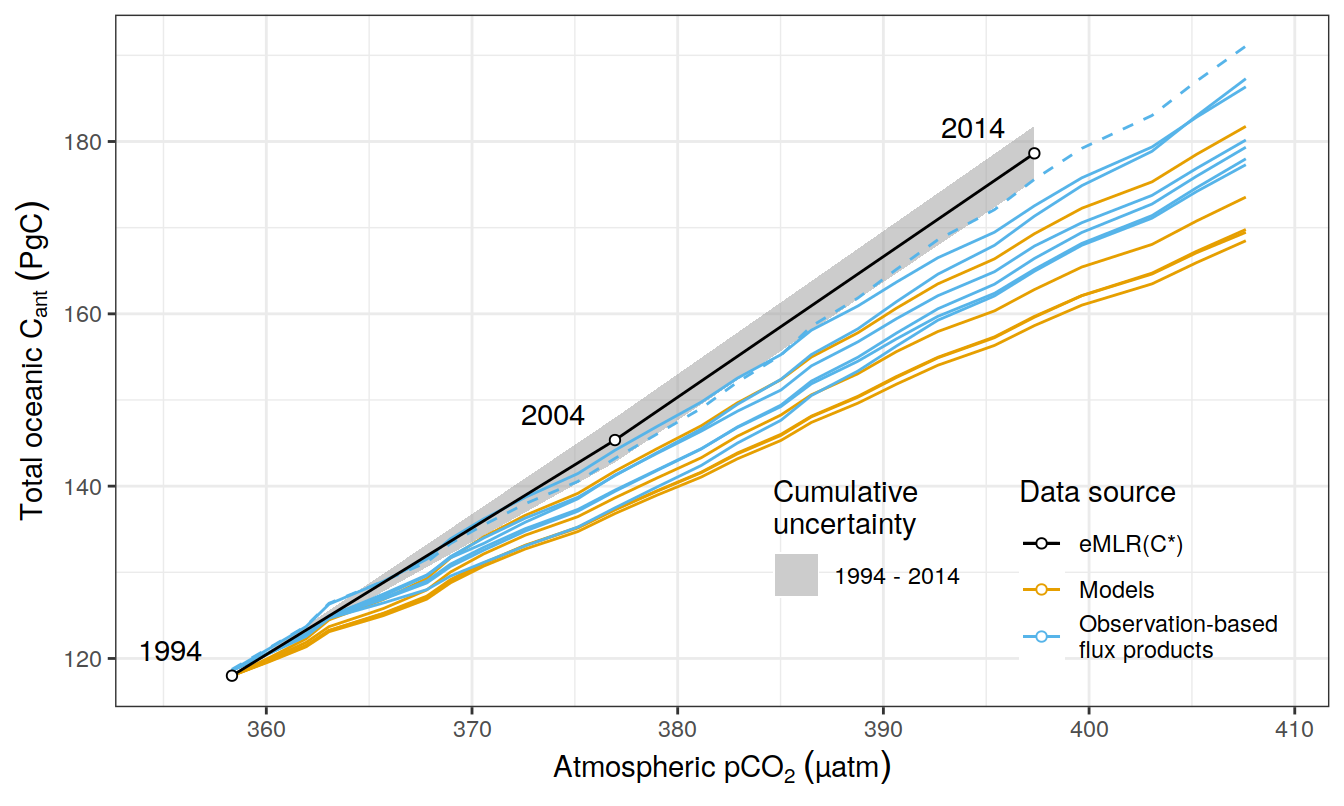 Total oceanic Cant (PgC)
180
160
140
120
2014
2004
1994
Cumulative
uncertainty
1994 - 2014
Data source
eMLR(C*)
Models
Observation-based
flux products
360
370
380
390
400
410
Atmospheric pCO2 (µatm)